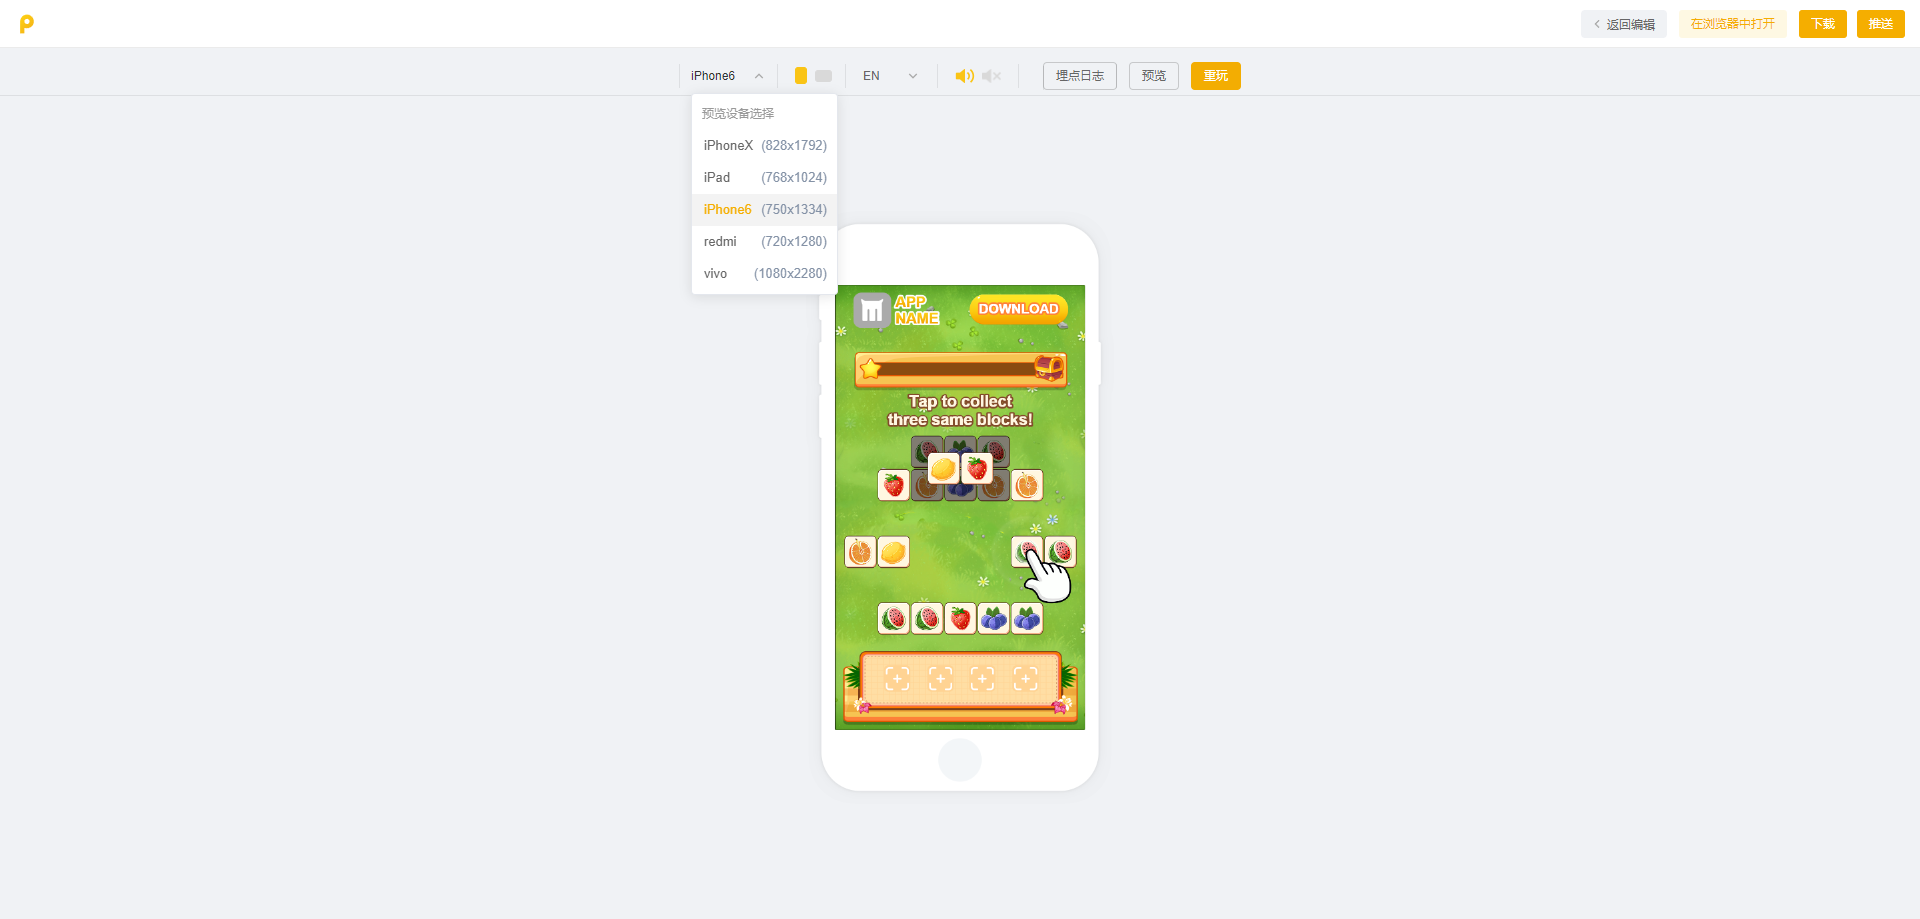 返回编辑
在浏览器中打开
下载
推送
iPhone6
EN
埋点日志
预览
重玩
预览设备选择
iPhoneX (828x1792)
iPad (768x1024)
iPhone6 (750x1334)
redmi (720x1280)
vivo (1080x2280)
APP
NAME
DOWNLOAD
Tap to collect
three same blocks!